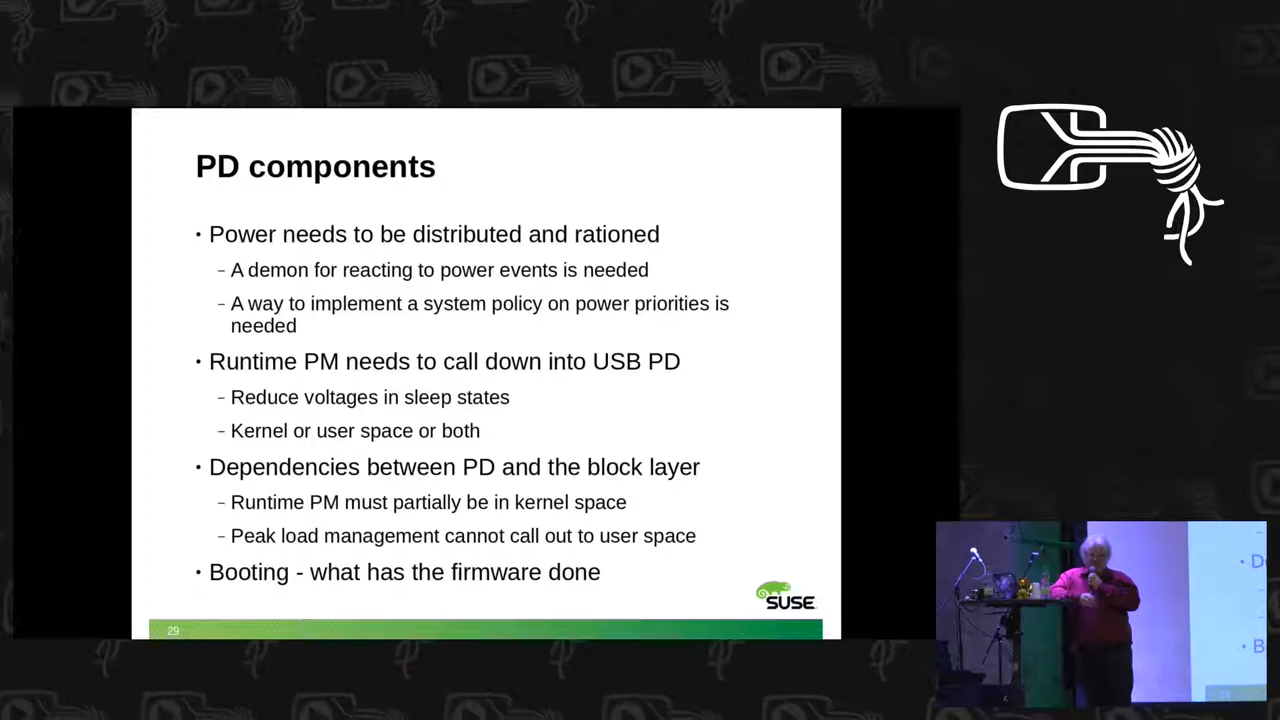 PD components
• Power needs to be distributed and rationed
– A demon for reacting to power events is needed
– A way to implement a system policy on power priorities is
needed
• Runtime PM needs to call down into USB PD
– Reduce voltages in sleep states
– Kernel or user space or both
• Dependencies between PD and the block layer
– Runtime PM must partially be in kernel space
– Peak load management cannot call out to user space
• Booting - what has the firmware done
SUSE
29
• D
• B